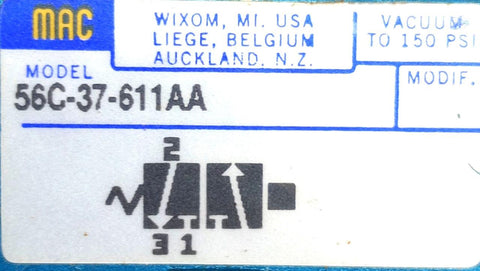 MAC
WIXOM, MI. USA
LIEGE, BELGIUM
AUCKLAND, N.Z.
VACUUM
TO 150 PSI
MODEL
56C-37-611AA
MODIF.
2
3 1